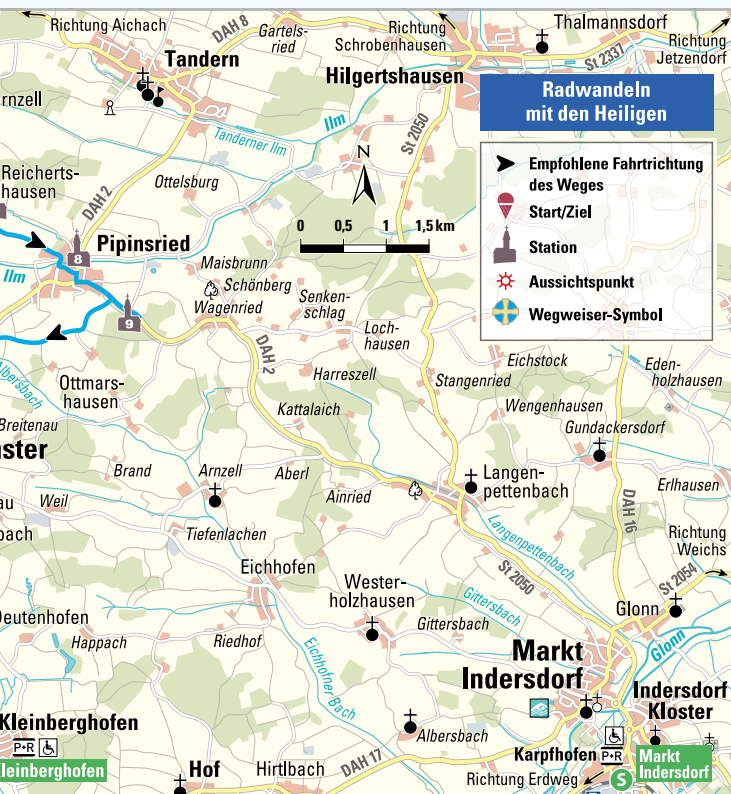 Richtung Aichach
DAH 8
Gartels-
ried
Richtung
Schrobenhausen
Thalmannsdorf
St 2337
Richtung
Jetzendorf
Tandern
Hilgertshausen
Radwandeln
mit den Heiligen
rnzell
Ilm
Tanderner Ilm
St 2050
N
Empfohlene Fahrtrichtung
des Weges
Start/Ziel
Station
Aussichtspunkt
Wegweiser-Symbol
Reicherts-
hausen
Ottelsburg
DAH 2
0 0,5 1 1,5 km
Pipinsried
8
Ilm
Maisbrunn
Schönberg
Wagenried
9
Senken-
schlag
Loch-
hausen
DAH 2
Harreszell
Stangenried
Eichstock
Eden-
holzhausen
Albersbach
Ottmars-
hausen
Kattalaich
Wengenhausen
Gundackersdorf
Breitenau
ster
Brand
Arnzell
Aberl
Ainried
Langen-
pettenbach
Erlhausen
au
Weil
bach
Tiefenlachen
DAH 16
Langenpettenbach
Richtung
Weichs
Eichhofen
St 2050
St 2054
Wester-
holzhausen
Gittersbach
Glonn
Deutenhofen
Happach
Riedhof
Gittersbach
Glonn
Eichhofner Bach
Markt
Indersdorf
Indersdorf
Kloster
Kleinberghofen
P+R
leinberghofen
Albersbach
Karpfhofen
P+R
Markt
Indersdorf
Hof
Hirtlbach
DAH 17
Richtung Erdweg
S